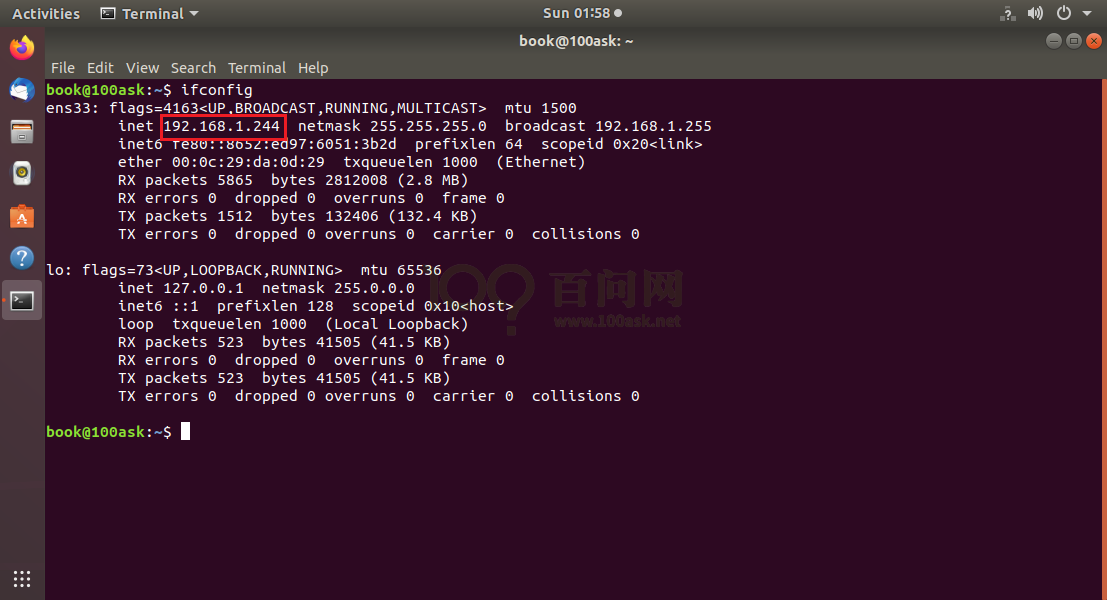 Activities Terminal Sun 01:58
book@100ask: ~
File Edit View Search Terminal Help
book@100ask:~$ ifconfig
ens33: flags=4163<UP,BROADCAST,RUNNING,MULTICAST>  mtu 1500
        inet 192.168.1.244  netmask 255.255.255.0  broadcast 192.168.1.255
        inet6 fe80::8652:ed97:6051:3b2d  prefixlen 64  scopeid 0x20<link>
        ether 00:0c:29:da:0d:29  txqueuelen 1000  (Ethernet)
        RX packets 5865  bytes 2812008 (2.8 MB)
        RX errors 0  dropped 0  overruns 0  frame 0
        TX packets 1512  bytes 132406 (132.4 KB)
        TX errors 0  dropped 0 overruns 0  carrier 0  collisions 0
lo: flags=73<UP,LOOPBACK,RUNNING>  mtu 65536
        inet 127.0.0.1  netmask 255.0.0.0
        inet6 ::1  prefixlen 128  scopeid 0x10<host>
        loop  txqueuelen 1000  (Local Loopback)
        RX packets 523  bytes 41505 (41.5 KB)
        RX errors 0  dropped 0  overruns 0  frame 0
        TX packets 523  bytes 41505 (41.5 KB)
        TX errors 0  dropped 0 overruns 0  carrier 0  collisions 0
book@100ask:~$
百问网
www.100ask.net